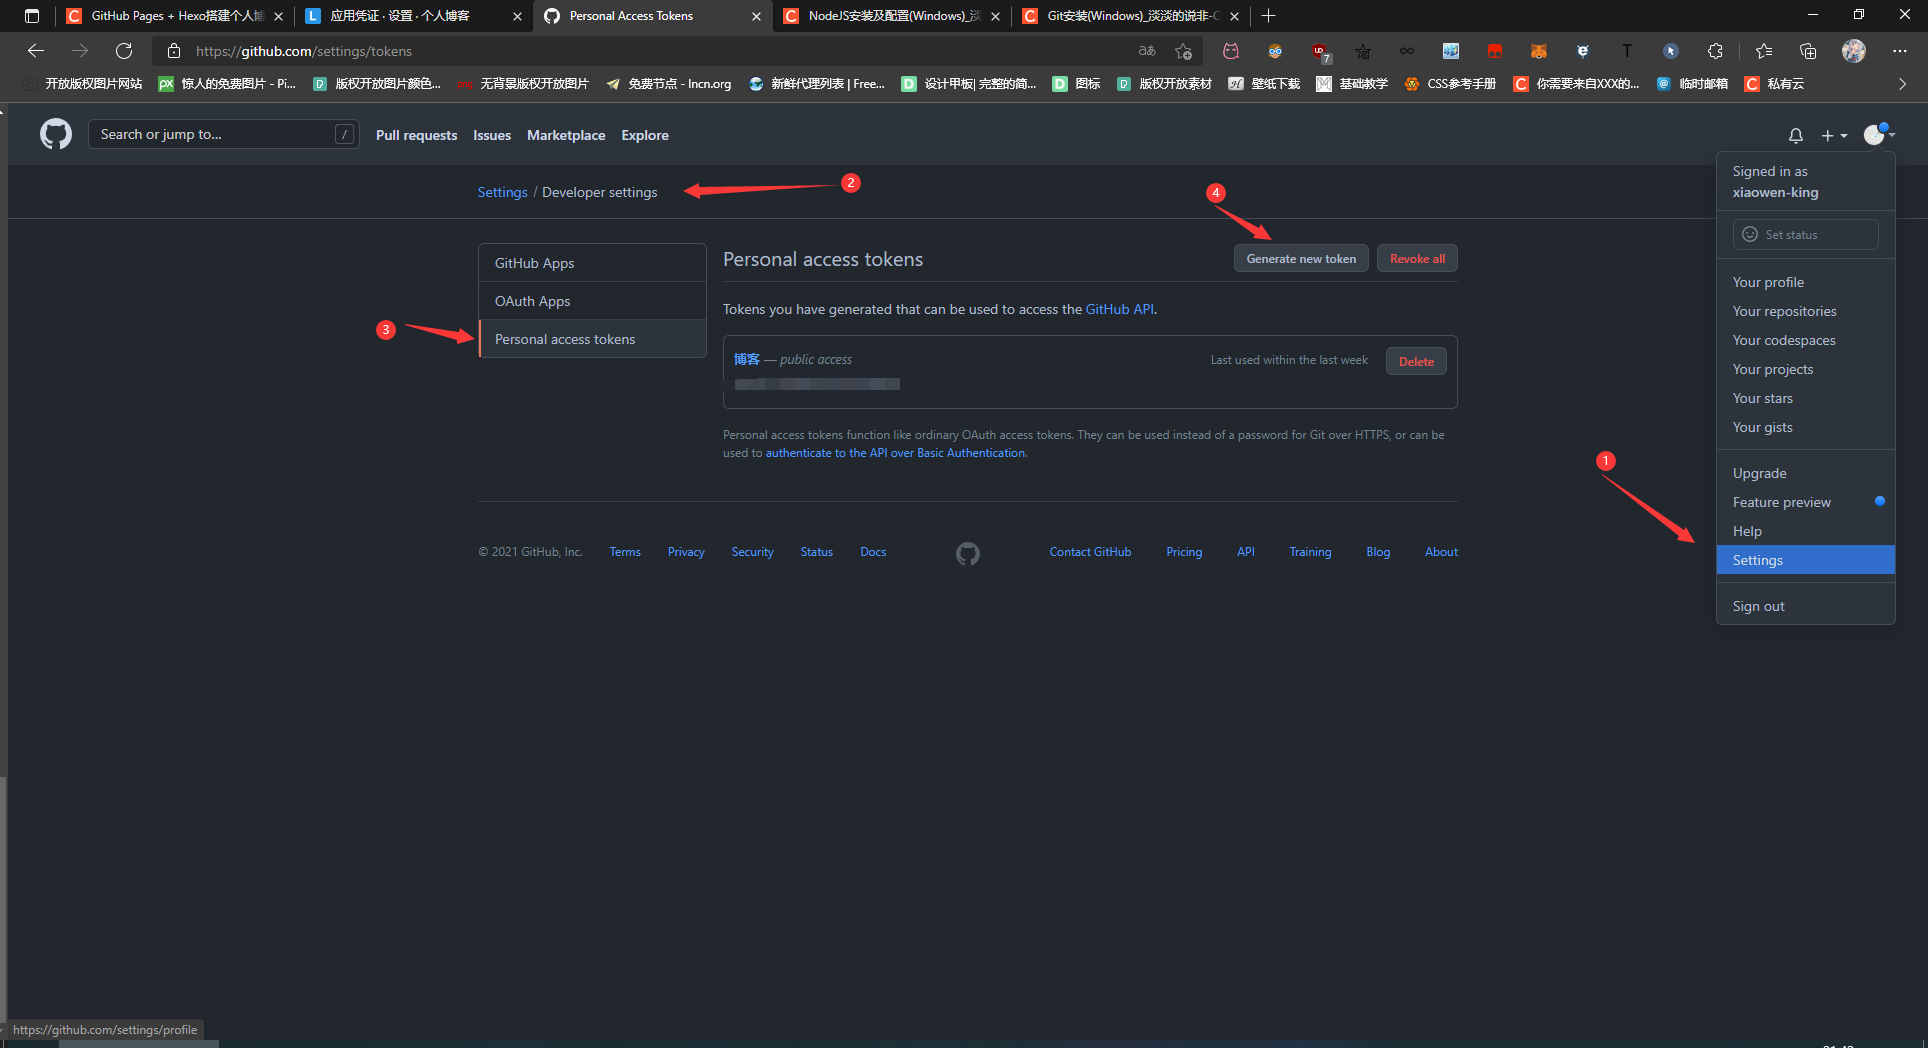 GitHub Pages + Hexo搭建个人博
应用凭证 · 设置 · 个人博客
Personal Access Tokens
NodeJS安装及配置(Windows)_淡
Git安装(Windows)_淡淡的说非-C
https://github.com/settings/tokens
aあ
7
开放版权图片网站
惊人的免费图片 - Pi...
版权开放图片颜色...
无背景版权开放图片
免费节点 - Incn.org
新鲜代理列表 | Free...
设计甲板| 完整的简...
图标
版权开放素材
壁纸下载
基础教学
CSS参考手册
你需要来自XXX的...
临时邮箱
私有云
Search or jump to...
/
Pull requests
Issues
Marketplace
Explore
Signed in as
xiaowen-king
Set status
Your profile
Your repositories
Your codespaces
Your projects
Your stars
Your gists
Upgrade
Feature preview
Help
Settings
Sign out
1
Settings / Developer settings
2
4
GitHub Apps
OAuth Apps
Personal access tokens
3
Personal access tokens
Generate new token
Revoke all
Tokens you have generated that can be used to access the GitHub API.
博客 — public access
Last used within the last week
Delete
Personal access tokens function like ordinary OAuth access tokens. They can be used instead of a password for Git over HTTPS, or can be
used to authenticate to the API over Basic Authentication.
© 2021 GitHub, Inc.
Terms
Privacy
Security
Status
Docs
Contact GitHub
Pricing
API
Training
Blog
About
https://github.com/settings/profile